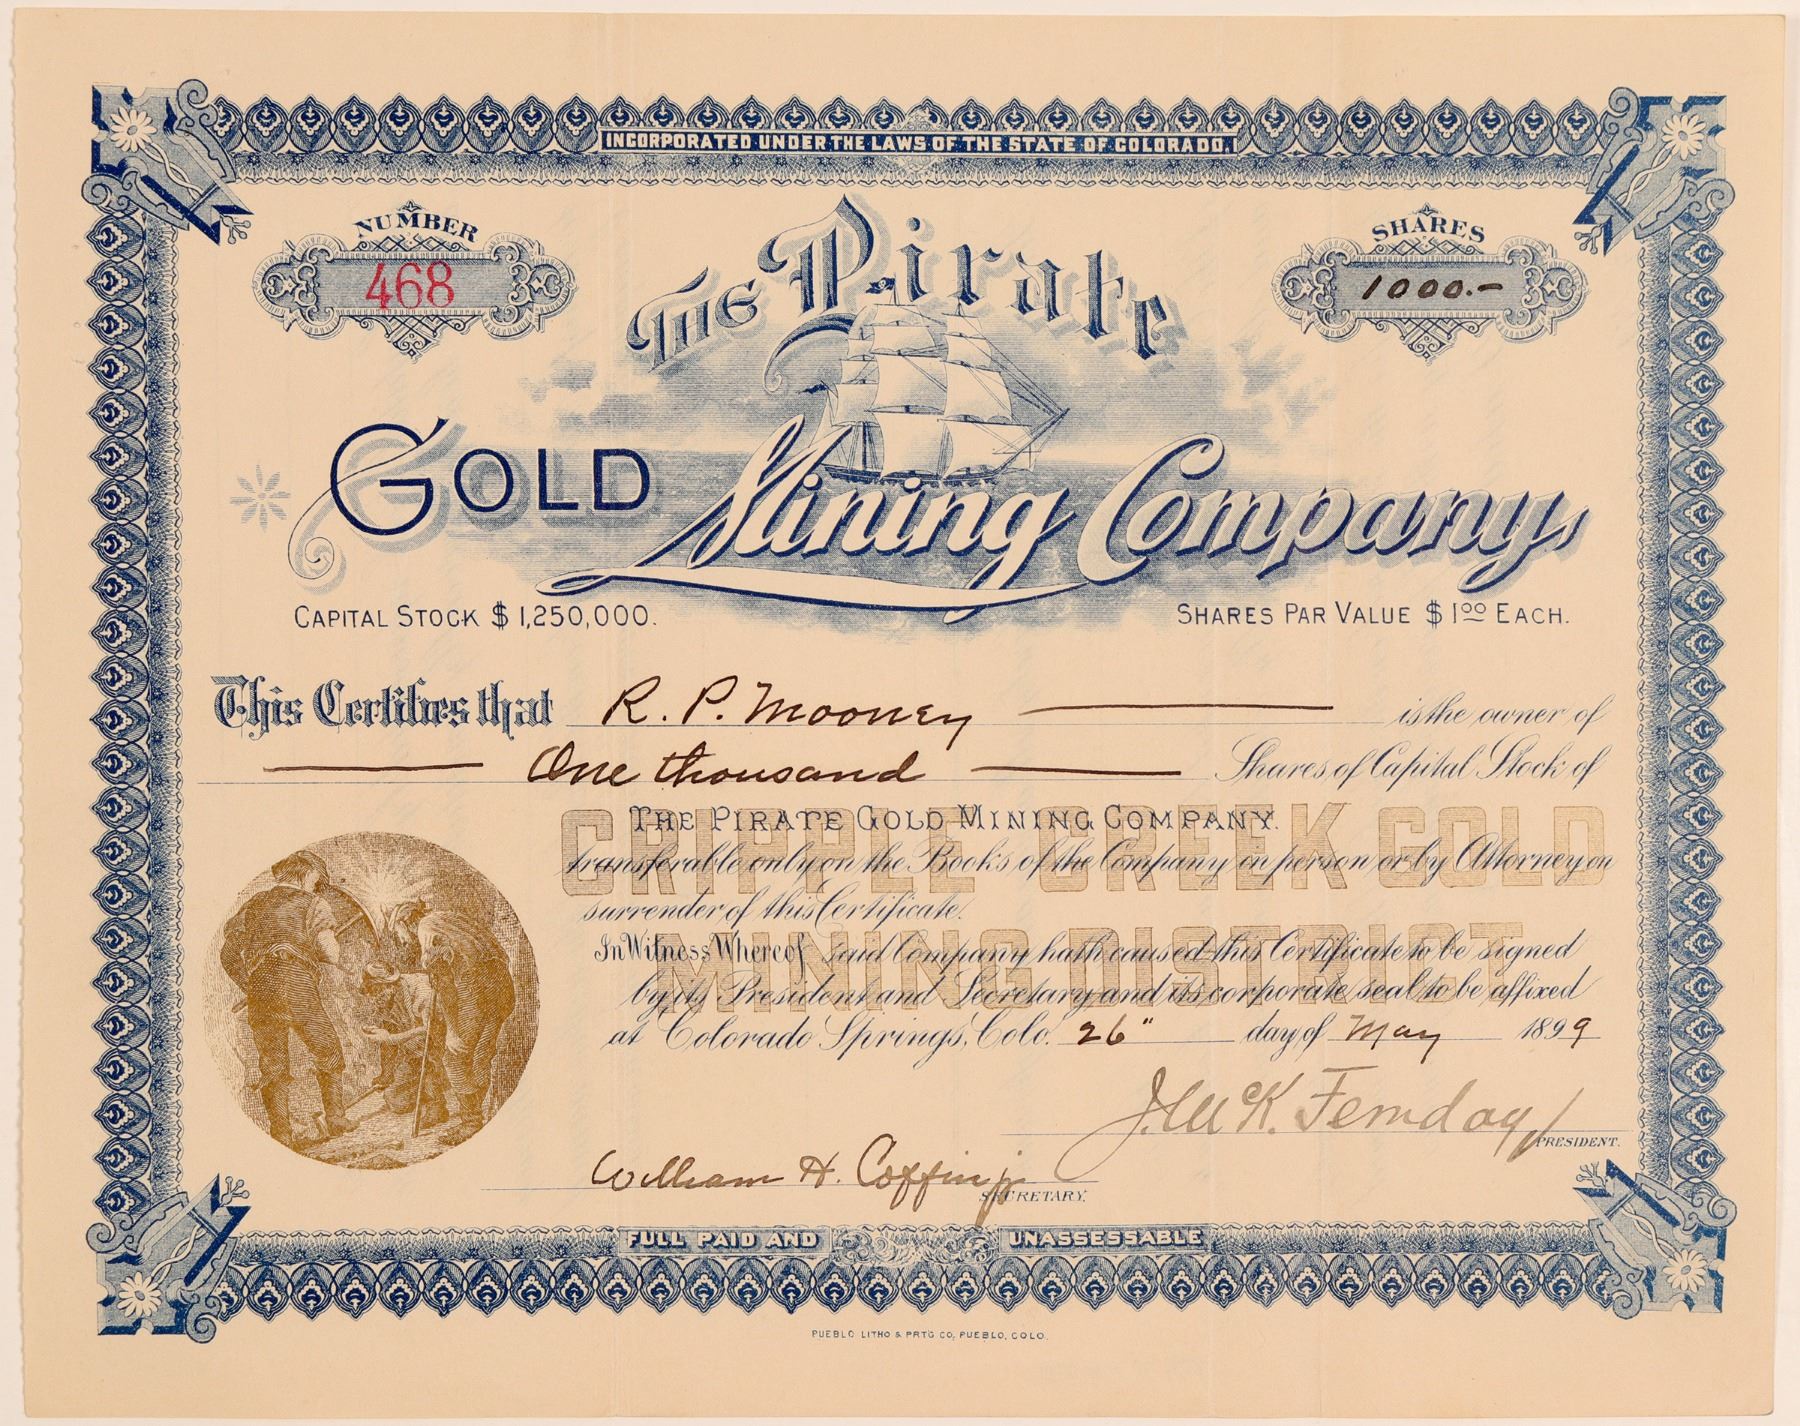 INCORPORATED UNDER THE LAWS OF THE STATE OF COLORADO.
NUMBER
468
SHARES
1000.-
The Pirate
Gold Mining Company,
CAPITAL STOCK $1,250,000.
SHARES PAR VALUE $1.00 EACH.
This Certifies that R. P. Mooney is the owner of
One thousand Shares of Capital Stock of
THE PIRATE GOLD MINING COMPANY.
CRIPPLE CREEK GOLD
transferable only on the Books of the Company in person or by Attorney on
surrender of this Certificate.
MINING DISTRICT
In Witness Whereof said Company hath caused this Certificate to be signed
by its President and Secretary and its corporate seal to be affixed
at Colorado Springs, Colo. 26" day of May 1899
PRESIDENT.
William H. Coffin jr
SECRETARY.
FULL PAID AND UNASSESSABLE
PUEBLO LITHO & PRTG CO, PUEBLO, COLO.